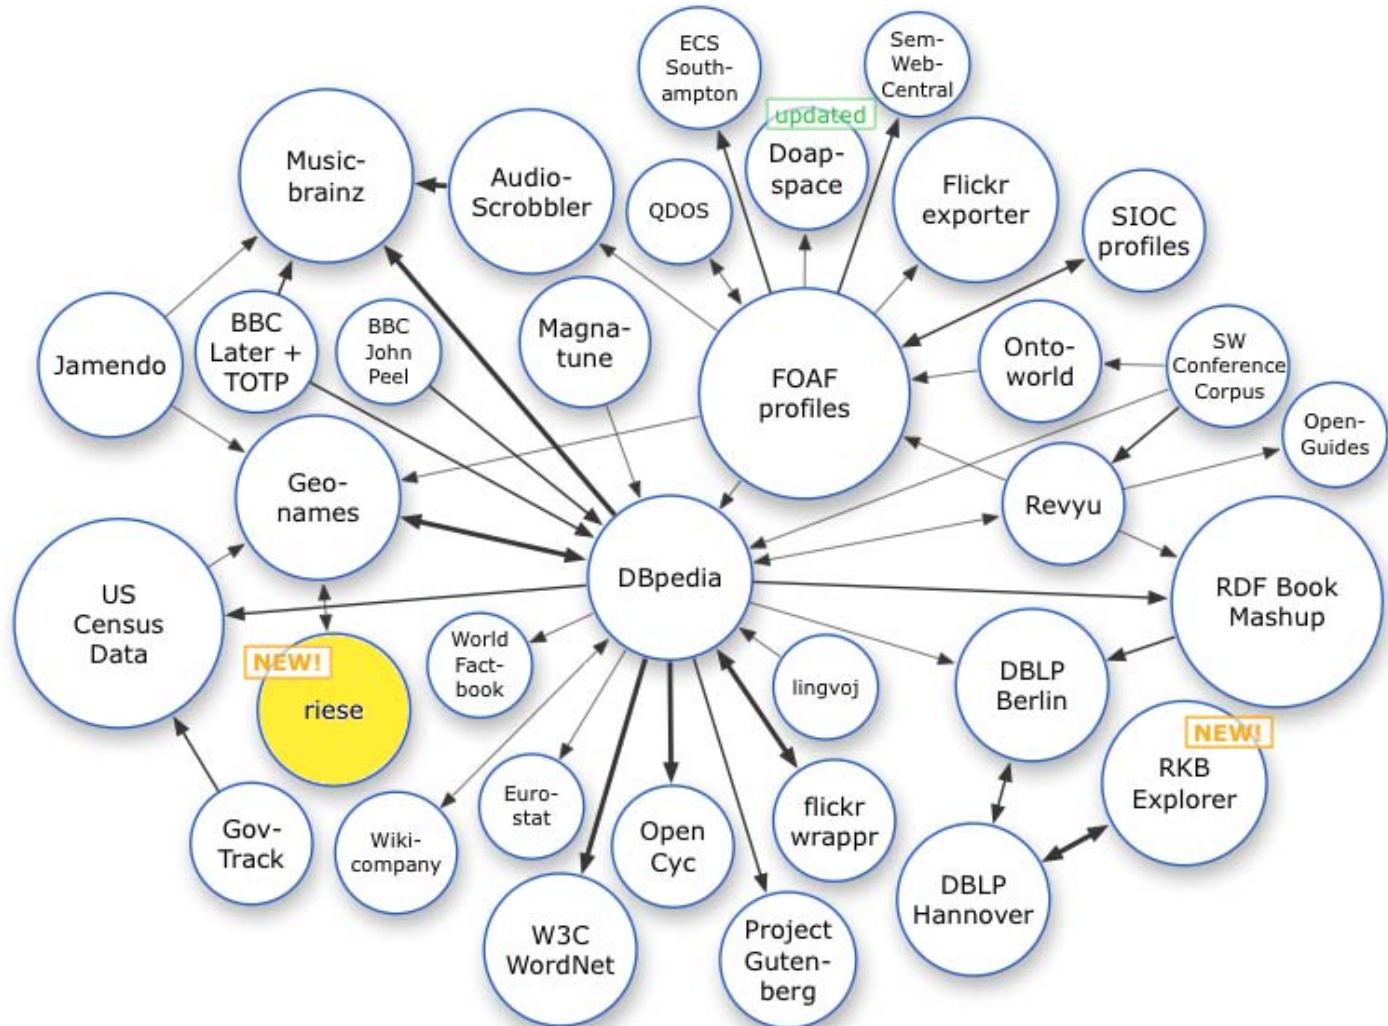 ECS
South-
ampton
Sem-
Web-
Central
updated
Doap-
space
Music-
brainz
Audio-
Scrobbler
QDOS
Flickr
exporter
SIOC
profiles
Jamendo
BBC
Later +
TOTP
BBC
John
Peel
Magna-
tune
FOAF
profiles
Onto-
world
SW
Conference
Corpus
Open-
Guides
Geo-
names
Revyu
DBpedia
RDF Book
Mashup
US
Census
Data
NEW!
riese
World
Fact-
book
lingvoj
DBLP
Berlin
NEW!
RKB
Explorer
Gov-
Track
Wiki-
company
Euro-
stat
Open
Cyc
flickr
wrappr
DBLP
Hannover
W3C
WordNet
Project
Guten-
berg